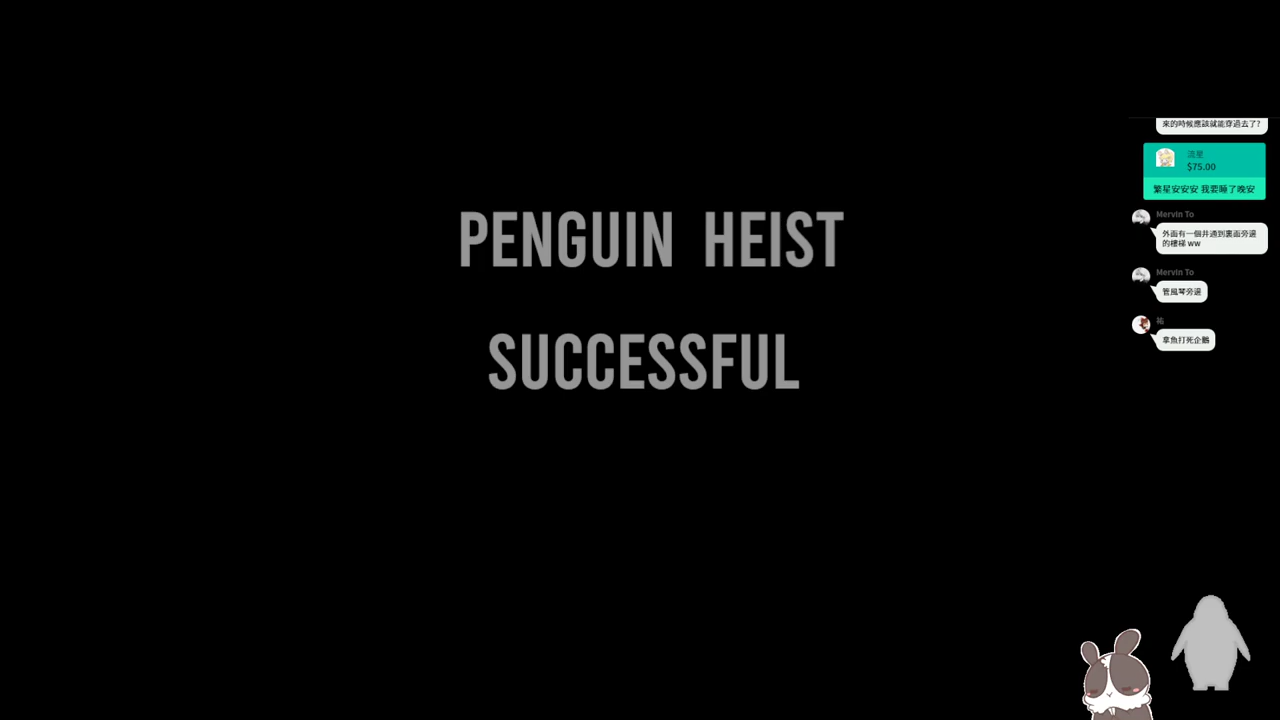 PENGUIN HEIST
SUCCESSFUL
來的時候應該就能穿過去了?
流星
$75.00
繁星安安安 我要睡了晚安
Mervin To
外面有一個井通到裏面旁邊
的樓梯 ww
Mervin To
管風琴旁邊
拿魚打死企鵝